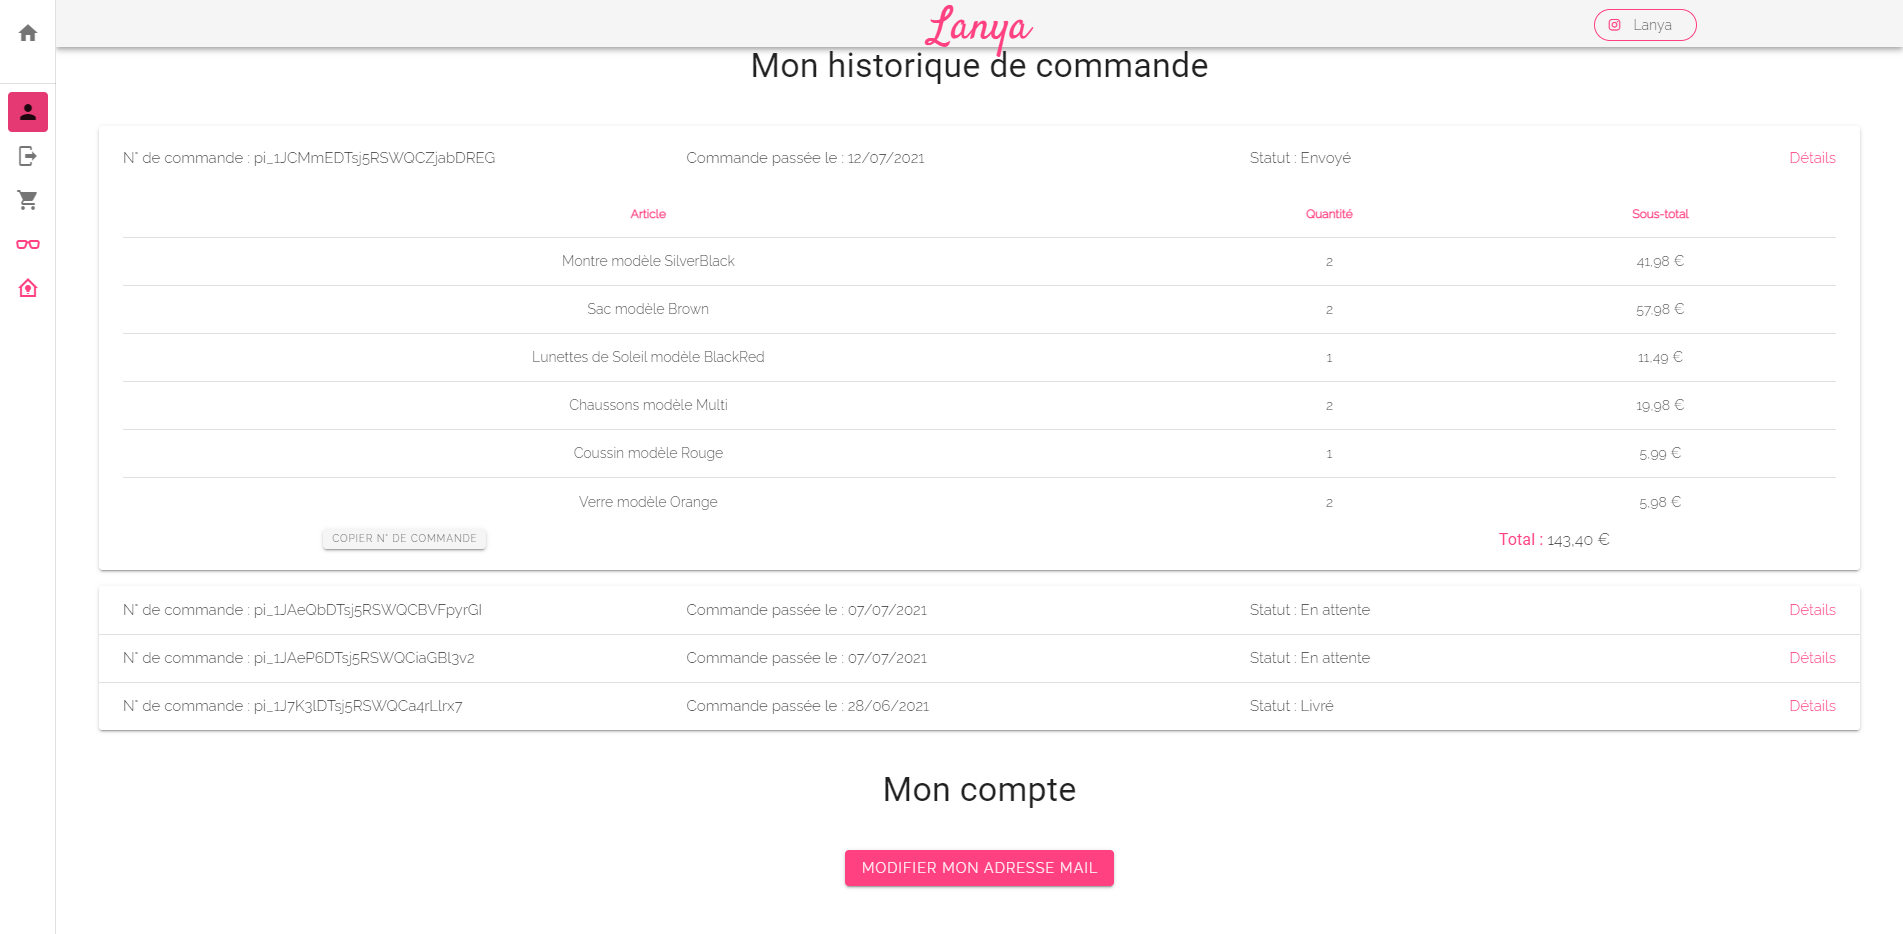 Lanya
Lanya
Mon historique de commande
N° de commande : pi_1JCMmEDTsj5RSWQCZjabDREG Commande passée le : 12/07/2021 Statut : Envoyé Détails
Article Quantité Sous-total
Montre modèle SilverBlack 2 41,98 €
Sac modèle Brown 2 57,98 €
Lunettes de Soleil modèle BlackRed 1 11,49 €
Chaussons modèle Multi 2 19,98 €
Coussin modèle Rouge 1 5,99 €
Verre modèle Orange 2 5,98 €
COPIER N° DE COMMANDE Total : 143,40 €
N° de commande : pi_1JAeQbDTsj5RSWQCBVFpyrGI Commande passée le : 07/07/2021 Statut : En attente Détails
N° de commande : pi_1JAeP6DTsj5RSWQCiaGBl3v2 Commande passée le : 07/07/2021 Statut : En attente Détails
N° de commande : pi_1J7K3lDTsj5RSWQCa4rLlrx7 Commande passée le : 28/06/2021 Statut : Livré Détails
Mon compte
MODIFIER MON ADRESSE MAIL